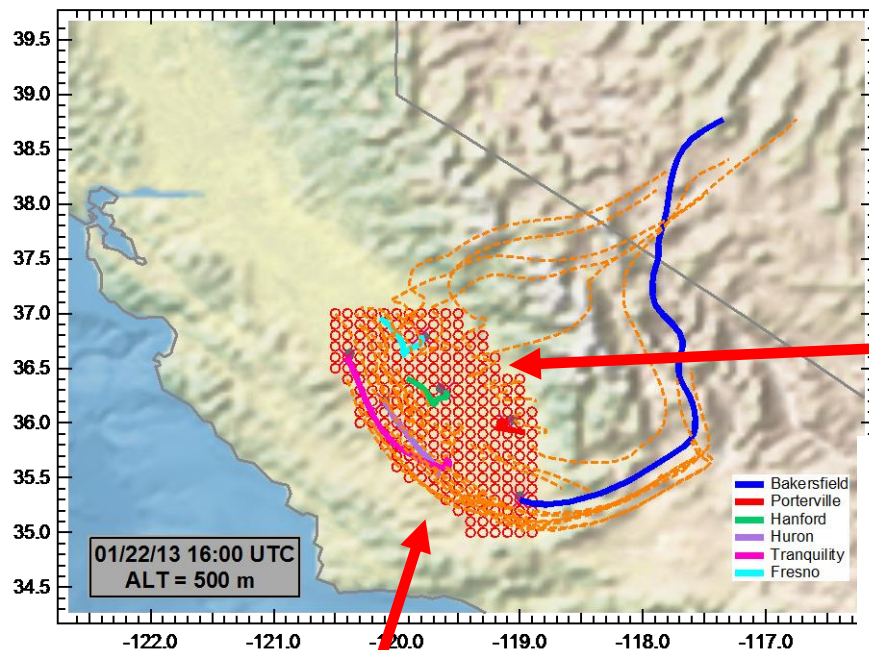 39.5
39.0
38.5
38.0
37.5
37.0
36.5
36.0
35.5
35.0
34.5
01/22/13 16:00 UTC
ALT = 500 m
Bakersfield
Porterville
Hanford
Huron
Tranquility
Fresno
-122.0 -121.0 -120.0 -119.0 -118.0 -117.0